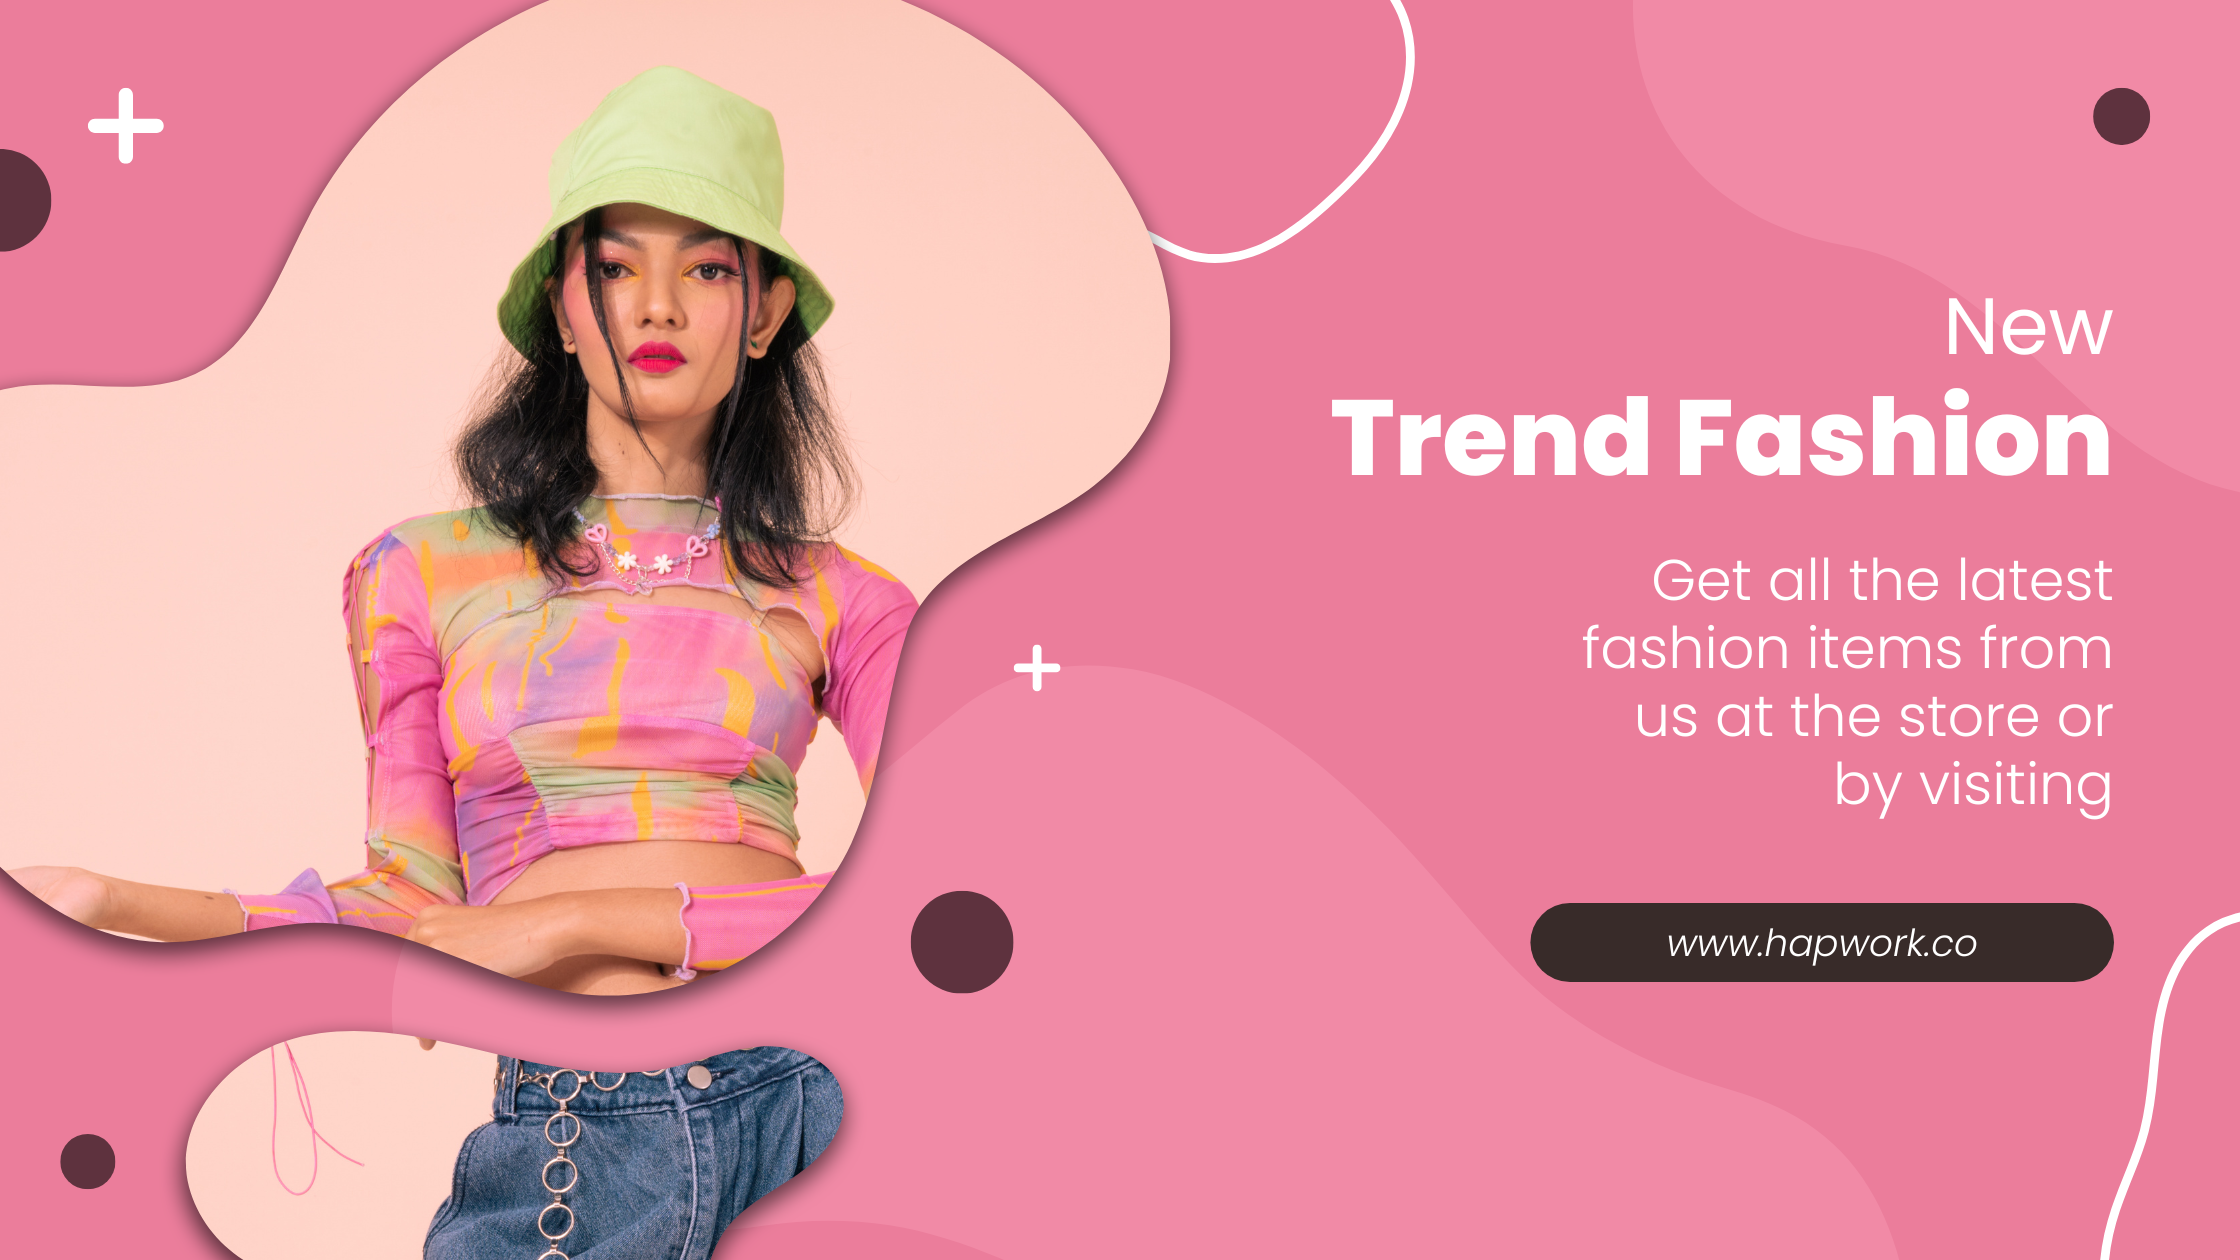 New
Trend Fashion
Get all the latest
fashion items from
us at the store or
by visiting
www.hapwork.co